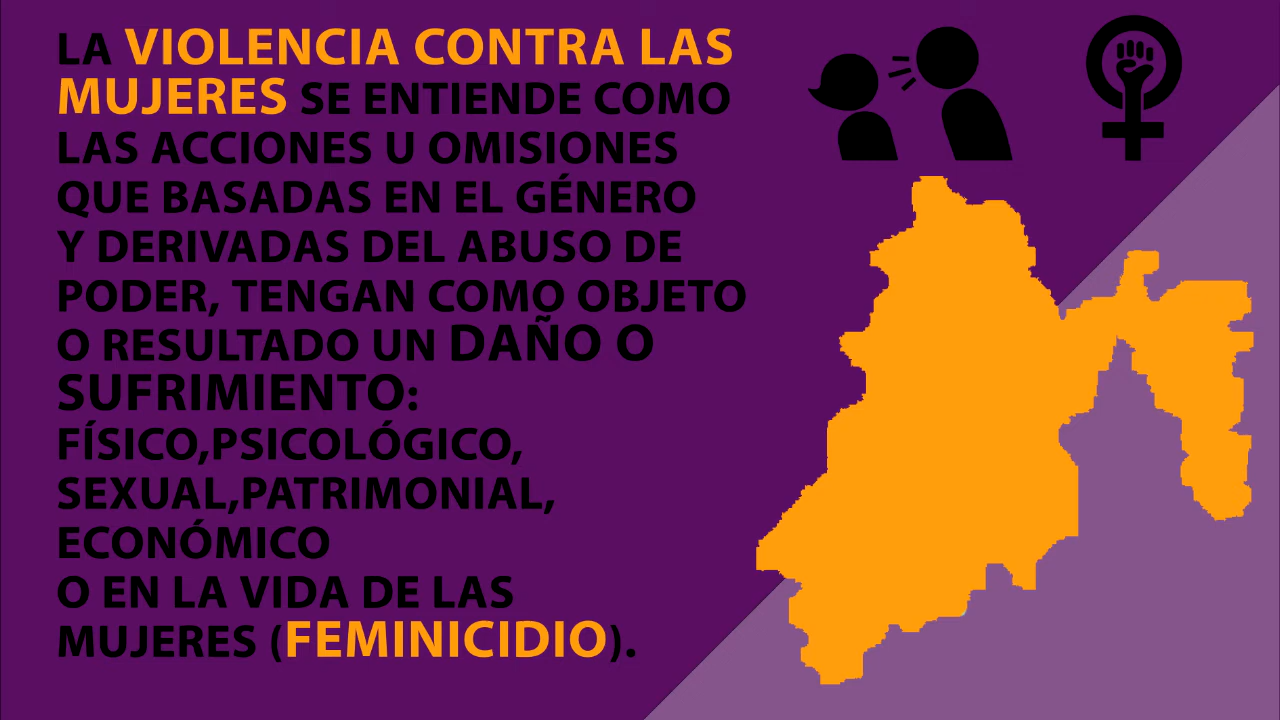 LA VIOLENCIA CONTRA LAS
MUJERES SE ENTIENDE COMO
LAS ACCIONES U OMISIONES
QUE BASADAS EN EL GÉNERO
Y DERIVADAS DEL ABUSO DE
PODER, TENGAN COMO OBJETO
O RESULTADO UN DAÑO O
SUFRIMIENTO:
FÍSICO,PSICOLÓGICO,
SEXUAL,PATRIMONIAL,
ECONÓMICO
O EN LA VIDA DE LAS
MUJERES (FEMINICIDIO).